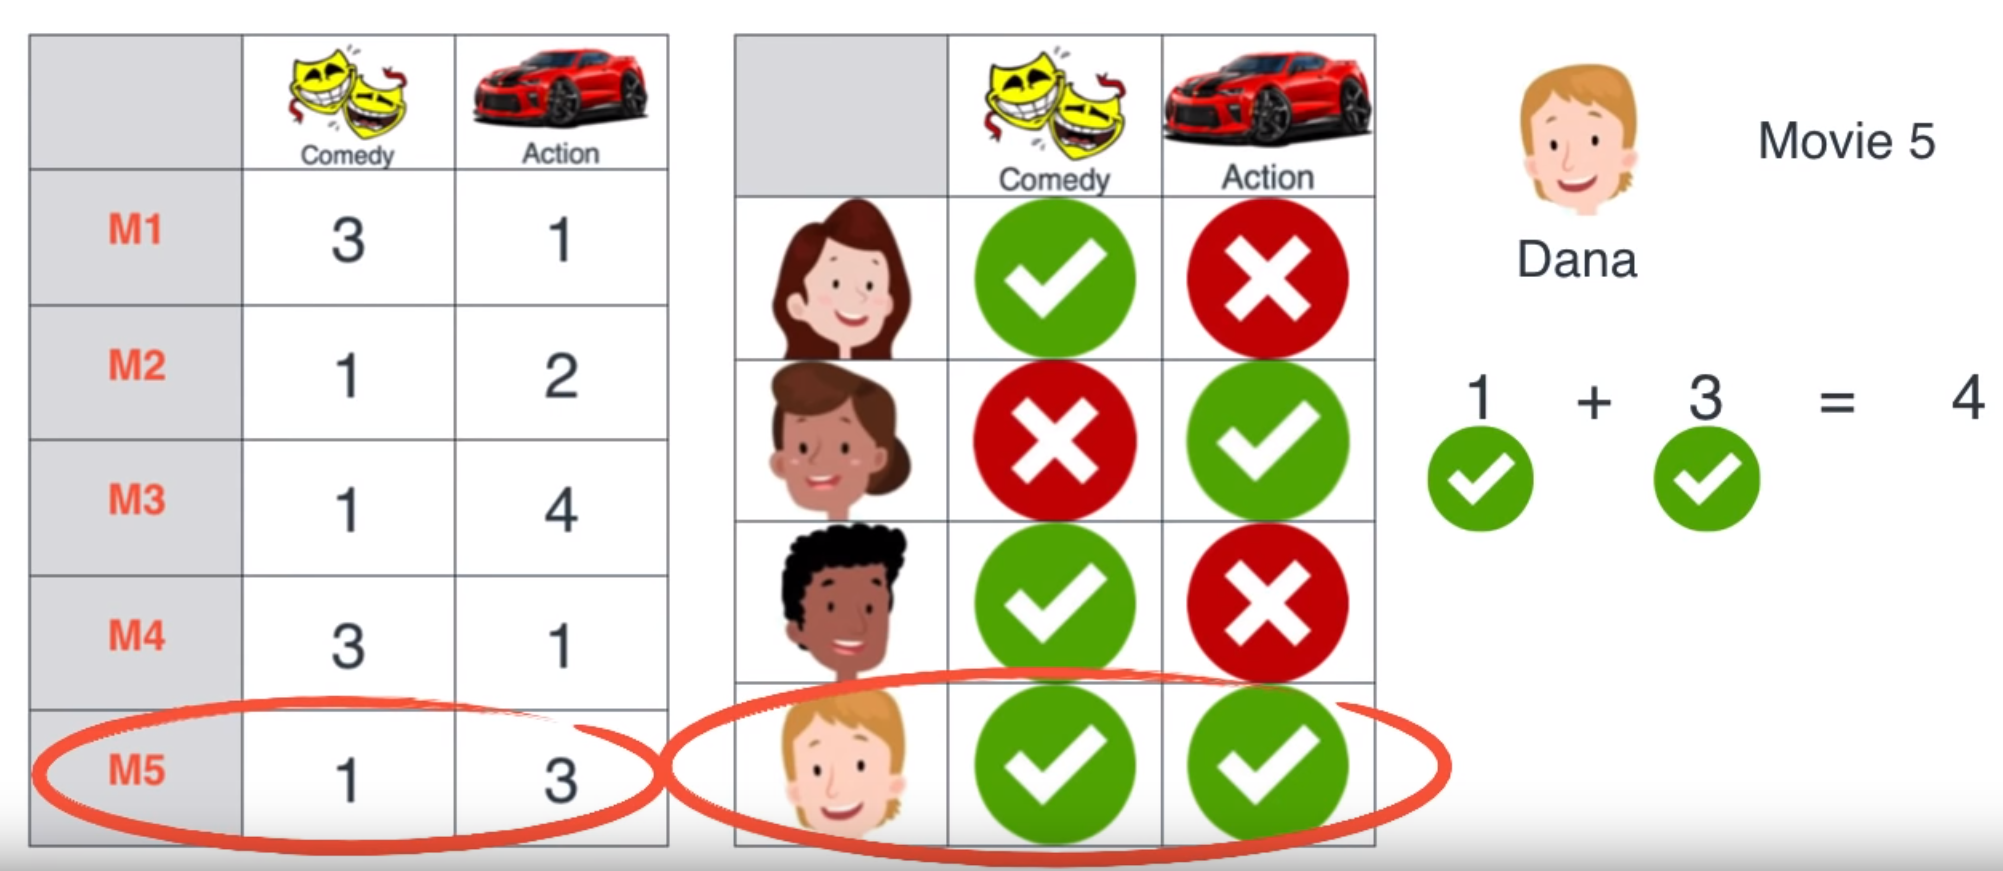 Comedy Action
M1 3 1
M2 1 2
M3 1 4
M4 3 1
M5 1 3
Comedy Action
Movie 5
Dana
1 + 3 = 4